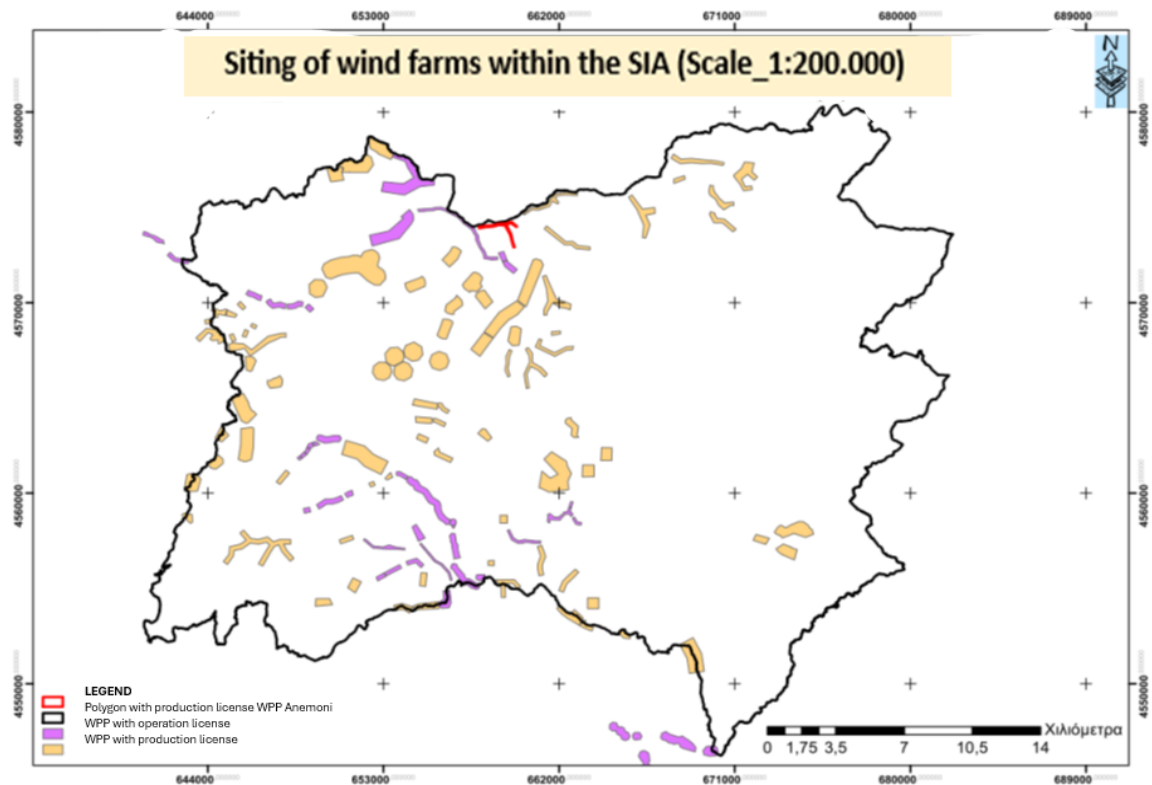 644000 653000 662000 671000 680000 689000
Siting of wind farms within the SIA (Scale_1:200.000)
N
4580000 4580000
4570000 4570000
4560000 4560000
4550000 4550000
LEGEND
Polygon with production license WPP Anemoni
WPP with operation license
WPP with production license
Χιλιόμετρα
0 1,75 3,5 7 10,5 14
644000 653000 662000 671000 680000 689000